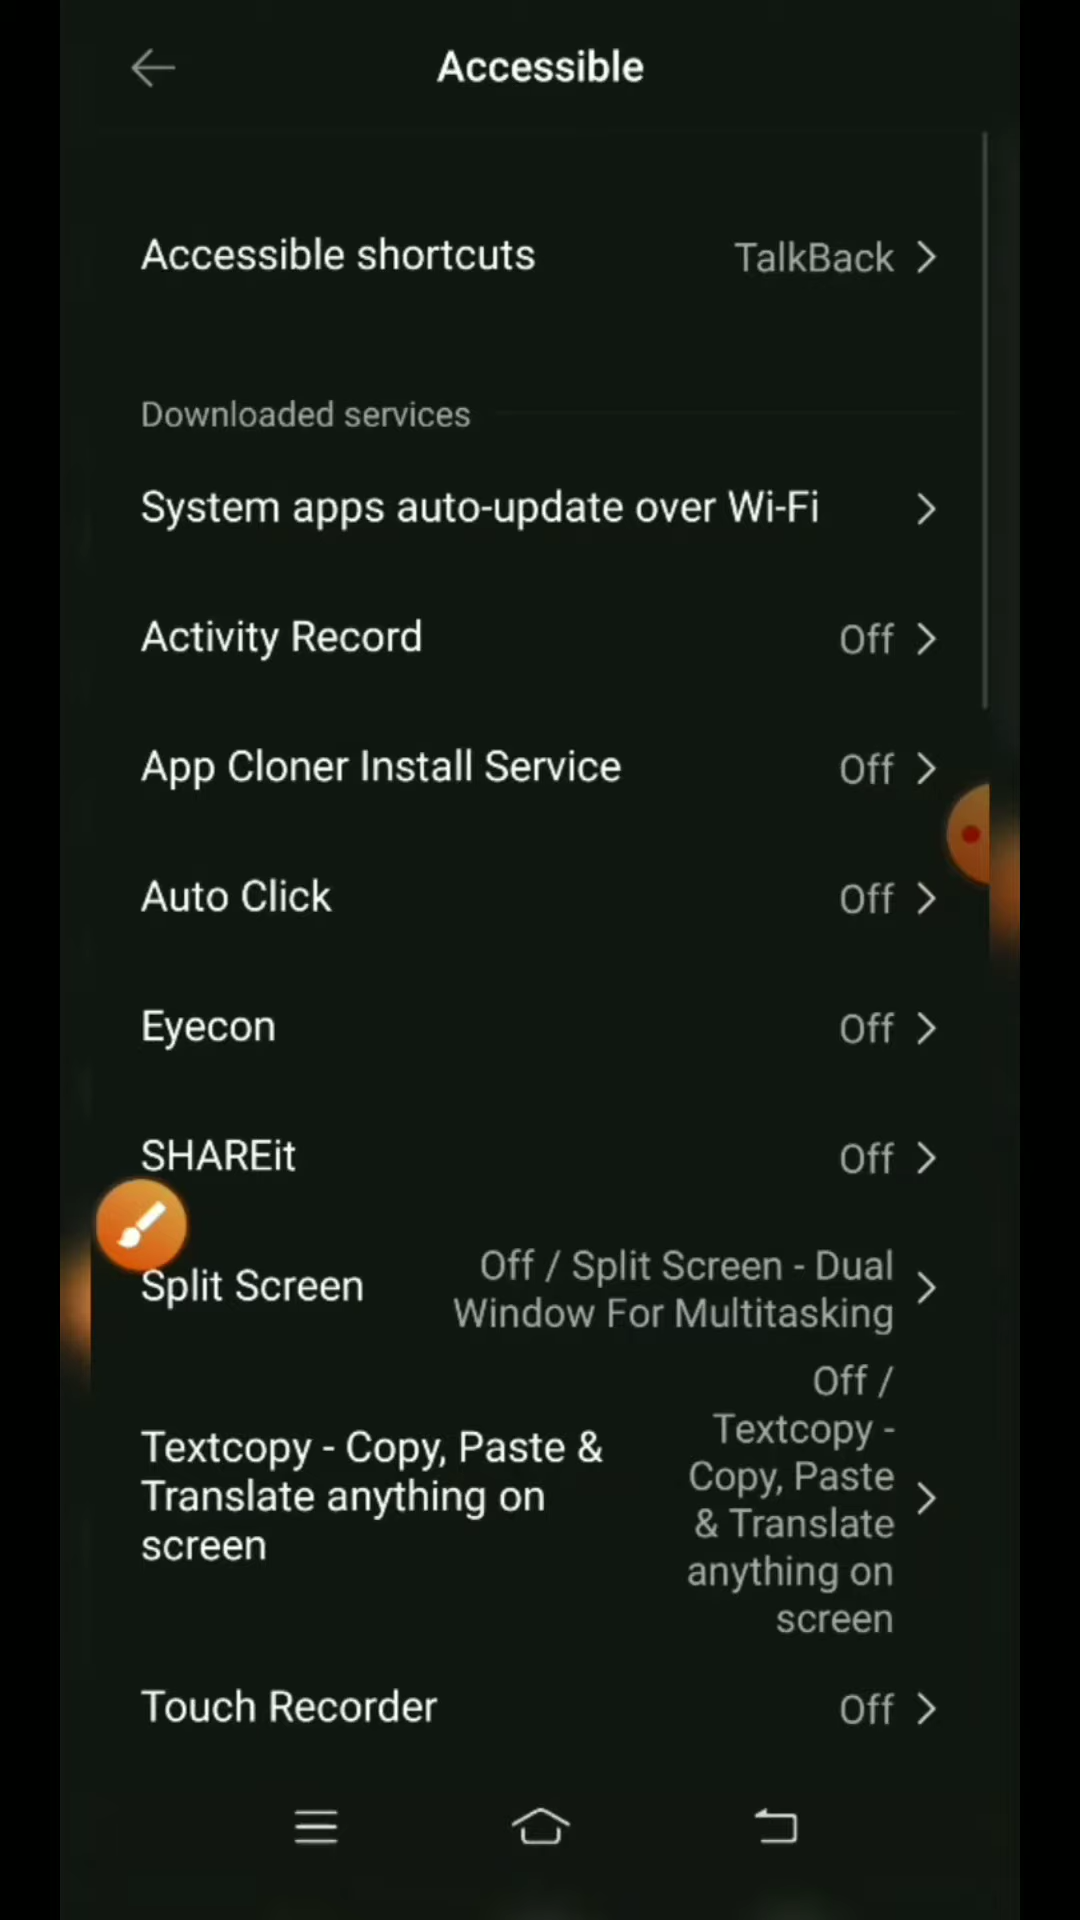 Accessible
Accessible shortcuts TalkBack
Downloaded services
System apps auto-update over Wi-Fi
Activity Record Off
App Cloner Install Service Off
Auto Click Off
Eyecon Off
SHAREit Off
Split Screen Off / Split Screen - Dual
Window For Multitasking
Textcopy - Copy, Paste &
Translate anything on
screen
Off /
Textcopy -
Copy, Paste
& Translate
anything on
screen
Touch Recorder Off